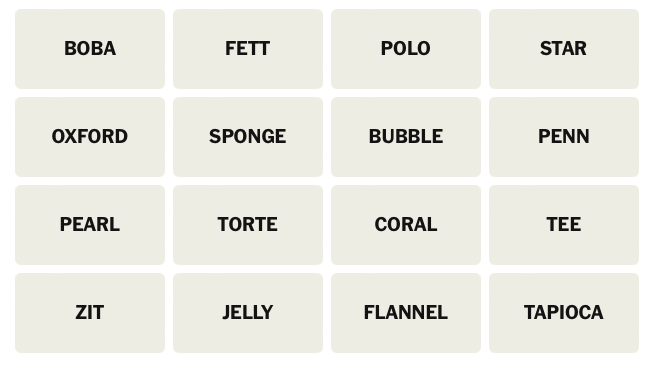 BOBA FETT POLO STAR
OXFORD SPONGE BUBBLE PENN
PEARL TORTE CORAL TEE
ZIT JELLY FLANNEL TAPIOCA